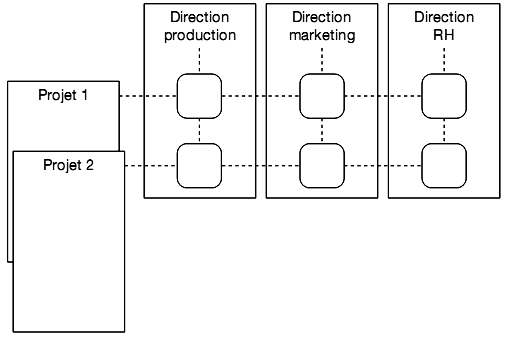 Direction
production
Direction
marketing
Direction
RH
Projet 1
Projet 2